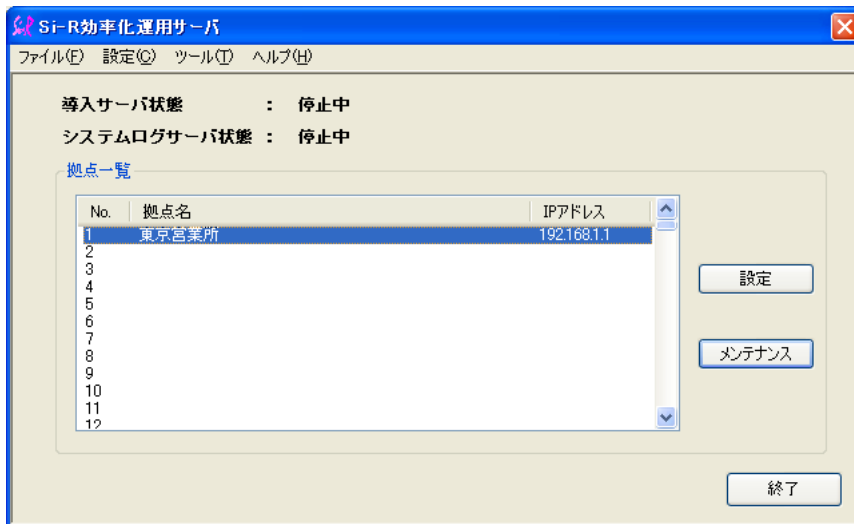 Si-R効率化運用サーバ
ファイル(F) 設定(C) ツール(T) ヘルプ(H)
導入サーバ状態 : 停止中
システムログサーバ状態 : 停止中
拠点一覧
No. 拠点名 IPアドレス
1 東京営業所 192.168.1.1
2
3
4
5
6
7
8
9
10
11
12
設定
メンテナンス
終了